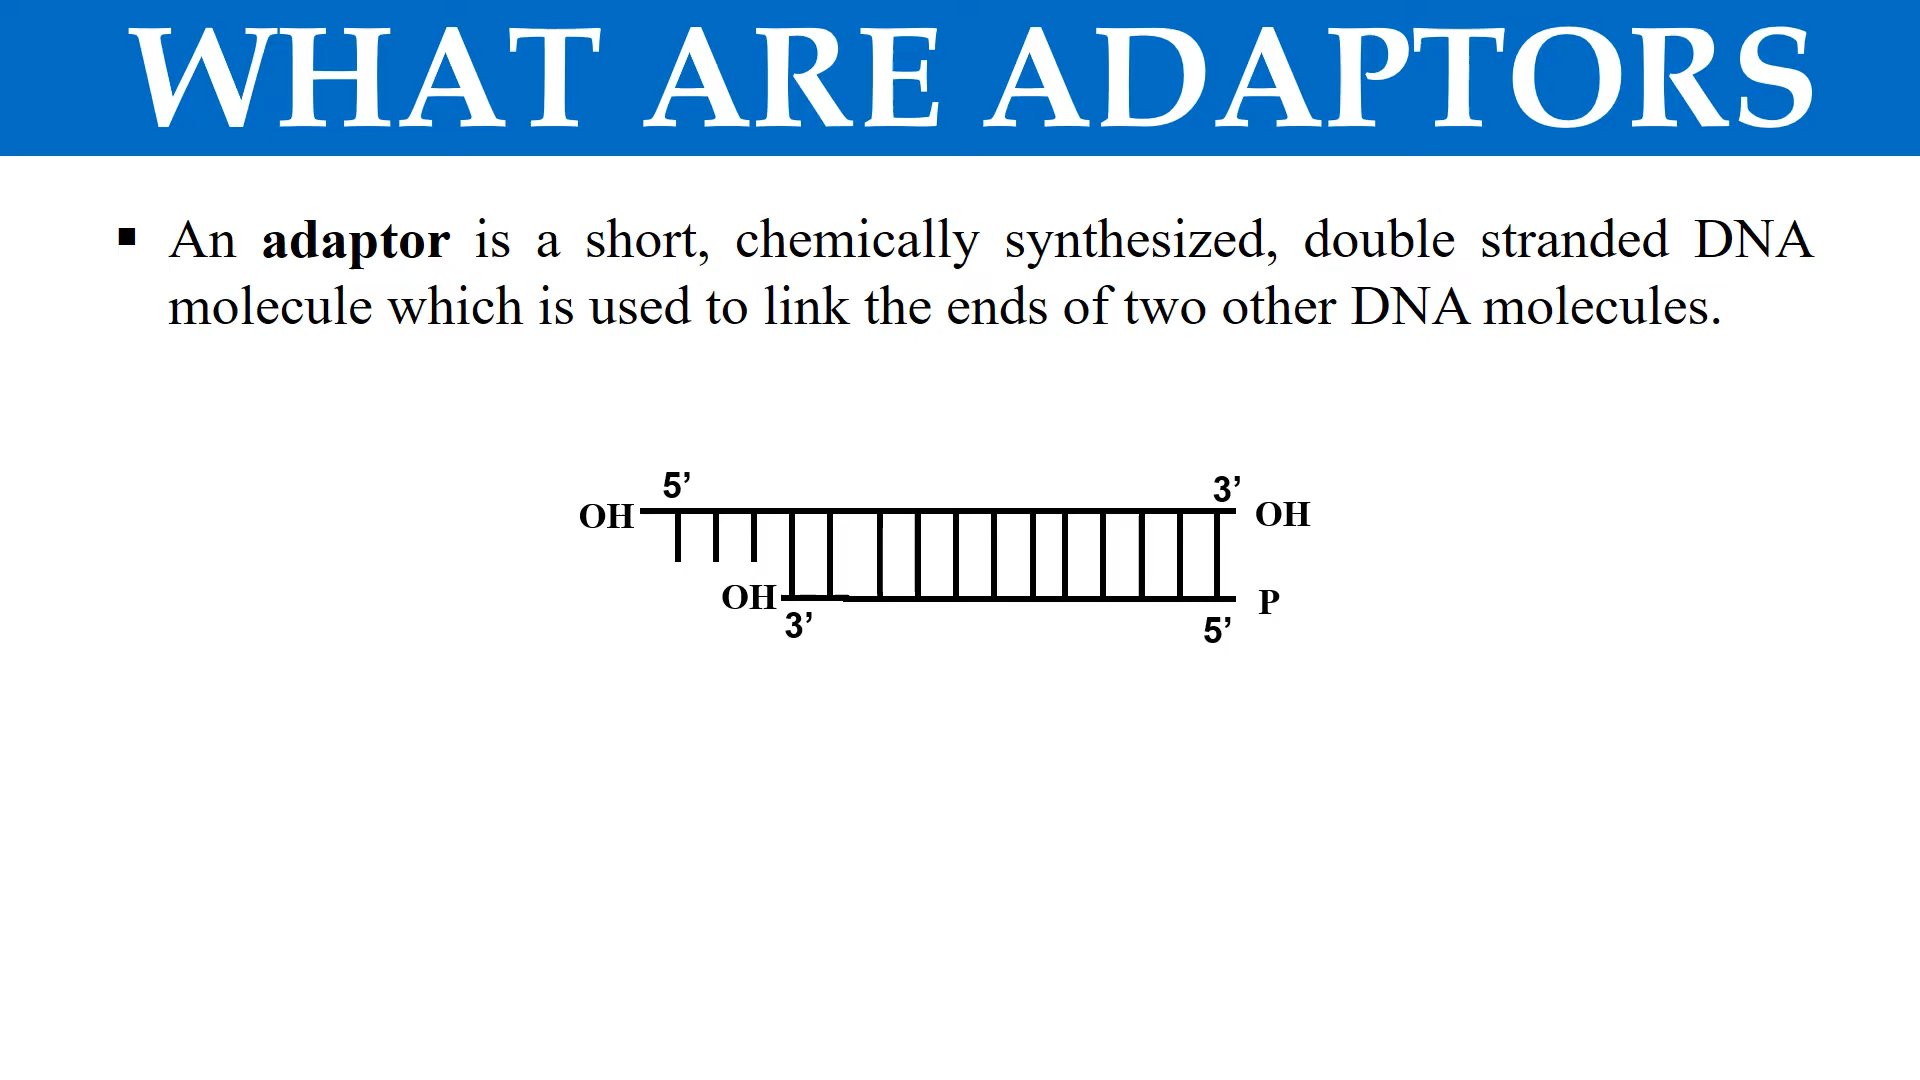 WHAT ARE ADAPTORS
▪ An adaptor is a short, chemically synthesized, double stranded DNA
molecule which is used to link the ends of two other DNA molecules.
5’ 3’
OH OH
OH P
3’ 5’